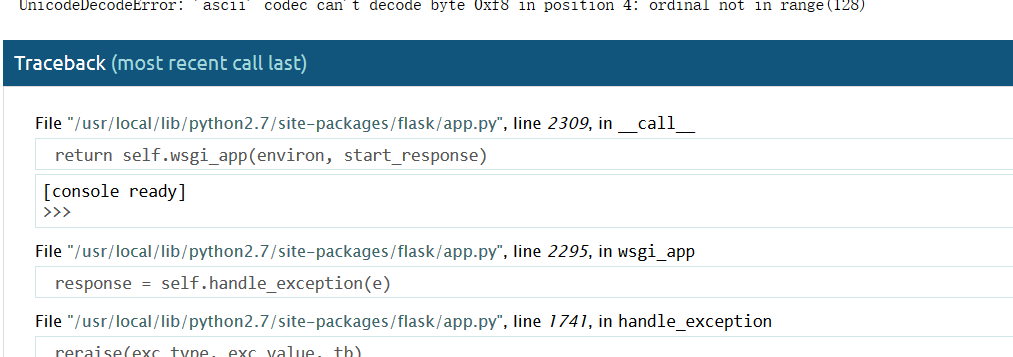 UnicodeDecodeError: 'ascii' codec can't decode byte 0xf8 in position 4: ordinal not in range(128)
Traceback (most recent call last)
File "/usr/local/lib/python2.7/site-packages/flask/app.py", line 2309, in __call__
return self.wsgi_app(environ, start_response)
[console ready]
>>>
File "/usr/local/lib/python2.7/site-packages/flask/app.py", line 2295, in wsgi_app
response = self.handle_exception(e)
File "/usr/local/lib/python2.7/site-packages/flask/app.py", line 1741, in handle_exception
reraise(exc_type, exc_value, tb)